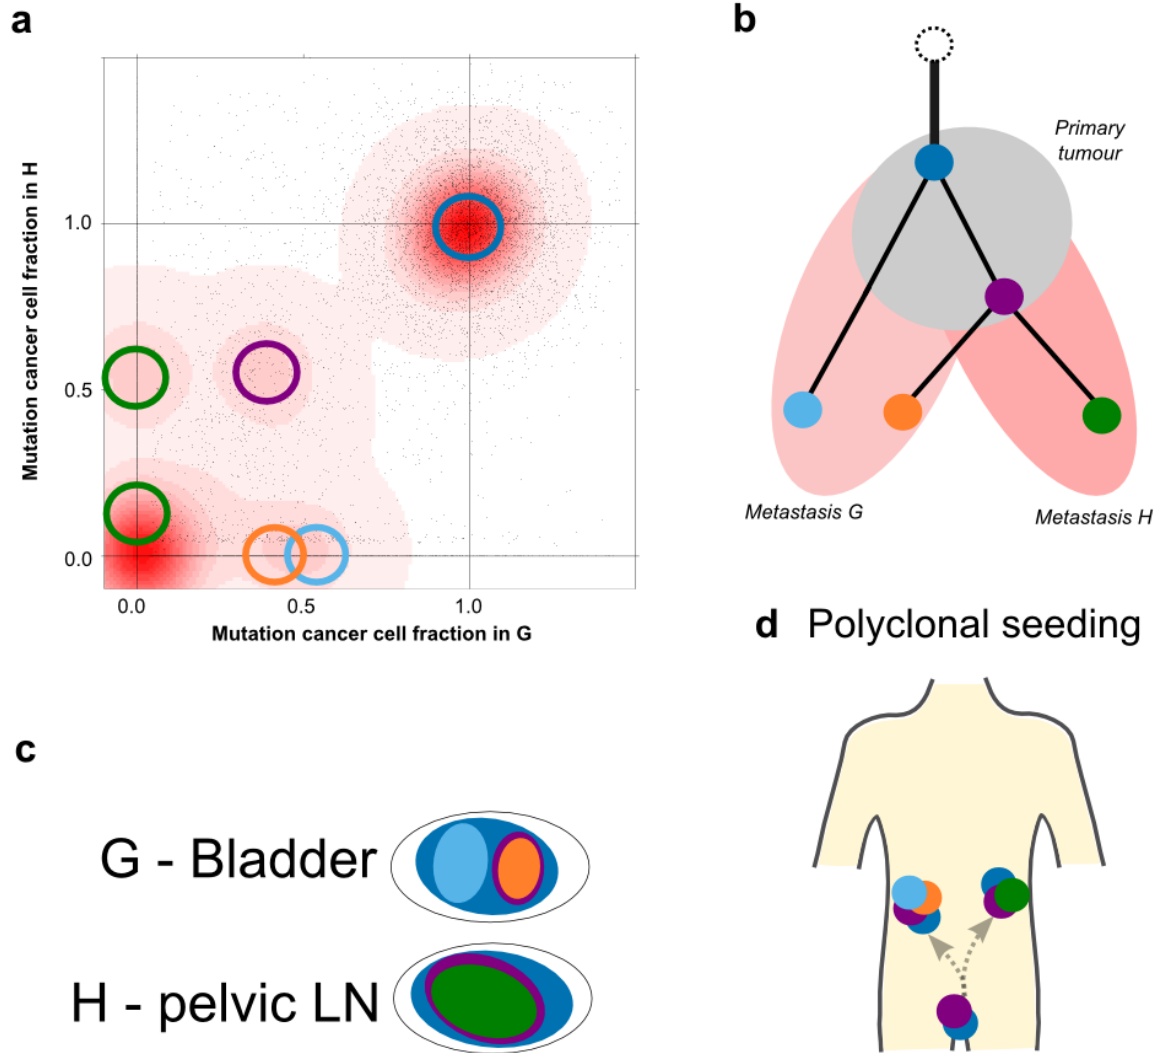 a
Mutation cancer cell fraction in H
1.0
0.5
0.0
0.0
0.5
1.0
Mutation cancer cell fraction in G
b
Primary
tumour
Metastasis G
Metastasis H
c
G - Bladder
H - pelvic LN
d Polyclonal seeding